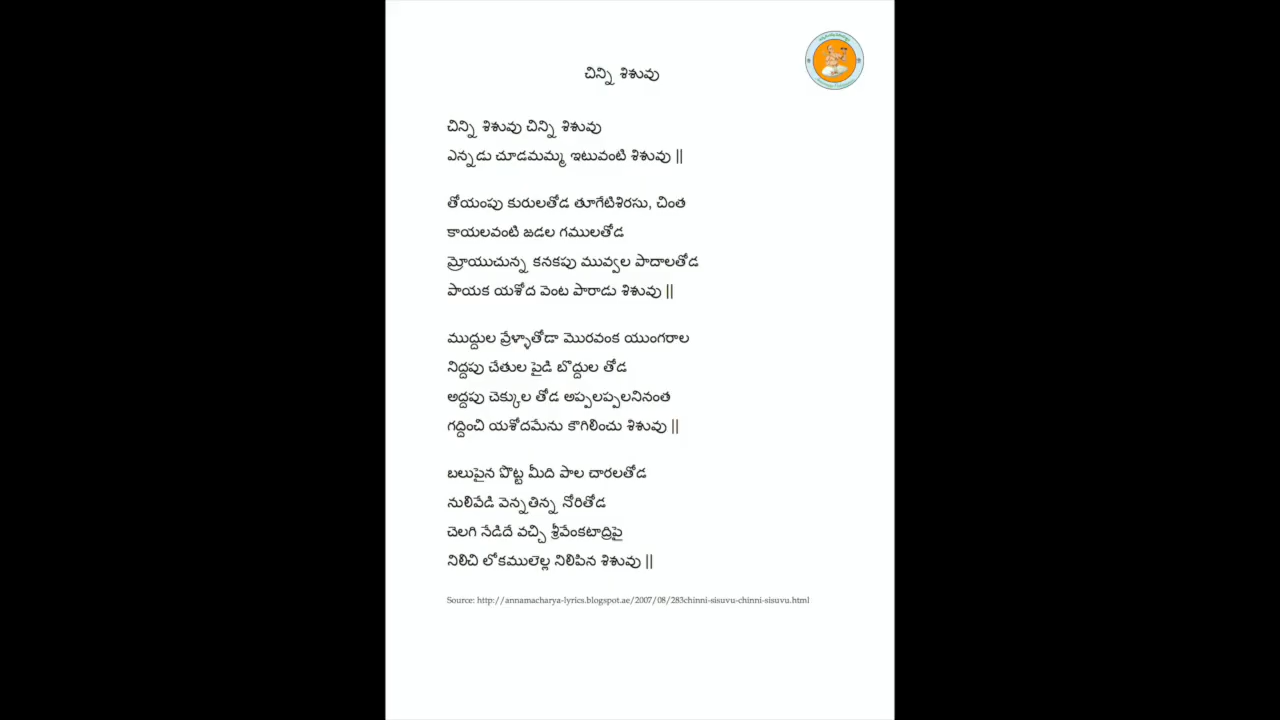 చిన్ని శిశువు
చిన్ని శిశువు చిన్ని శిశువు
ఎన్నడు చూడమమ్మ ఇటువంటి శిశువు ||
తోయంపు కురులతోడ తూగేటిశిరసు, చింత
కాయలవంటి జడల గములతోడ
మ్రోయుచున్న కనకపు మువ్వల పాదాలతోడ
పాయక యశోద వెంట పారాడు శిశువు ||
ముద్దుల వ్రేళ్ళాతోడా మొరవంక యుంగరాల
నిద్దపు చేతుల పైడి బొద్దుల తోడ
అద్దపు చెక్కుల తోడ అప్పలప్పలనినంత
గద్దించి యశోదమేను కౌగిలించు శిశువు ||
బలుపైన పొట్ట మీది పాల చారలతోడ
నులివేడి వెన్నతిన్న నోరితోడ
చెలగి నేడిదే వచ్చి శ్రీవేంకటాద్రిపై
నిలిచి లోకములెల్ల నిలిపిన శిశువు ||
Source: http://annamacharya-lyrics.blogspot.ae/2007/08/283chinni-sisuvu-chinni-sisuvu.html